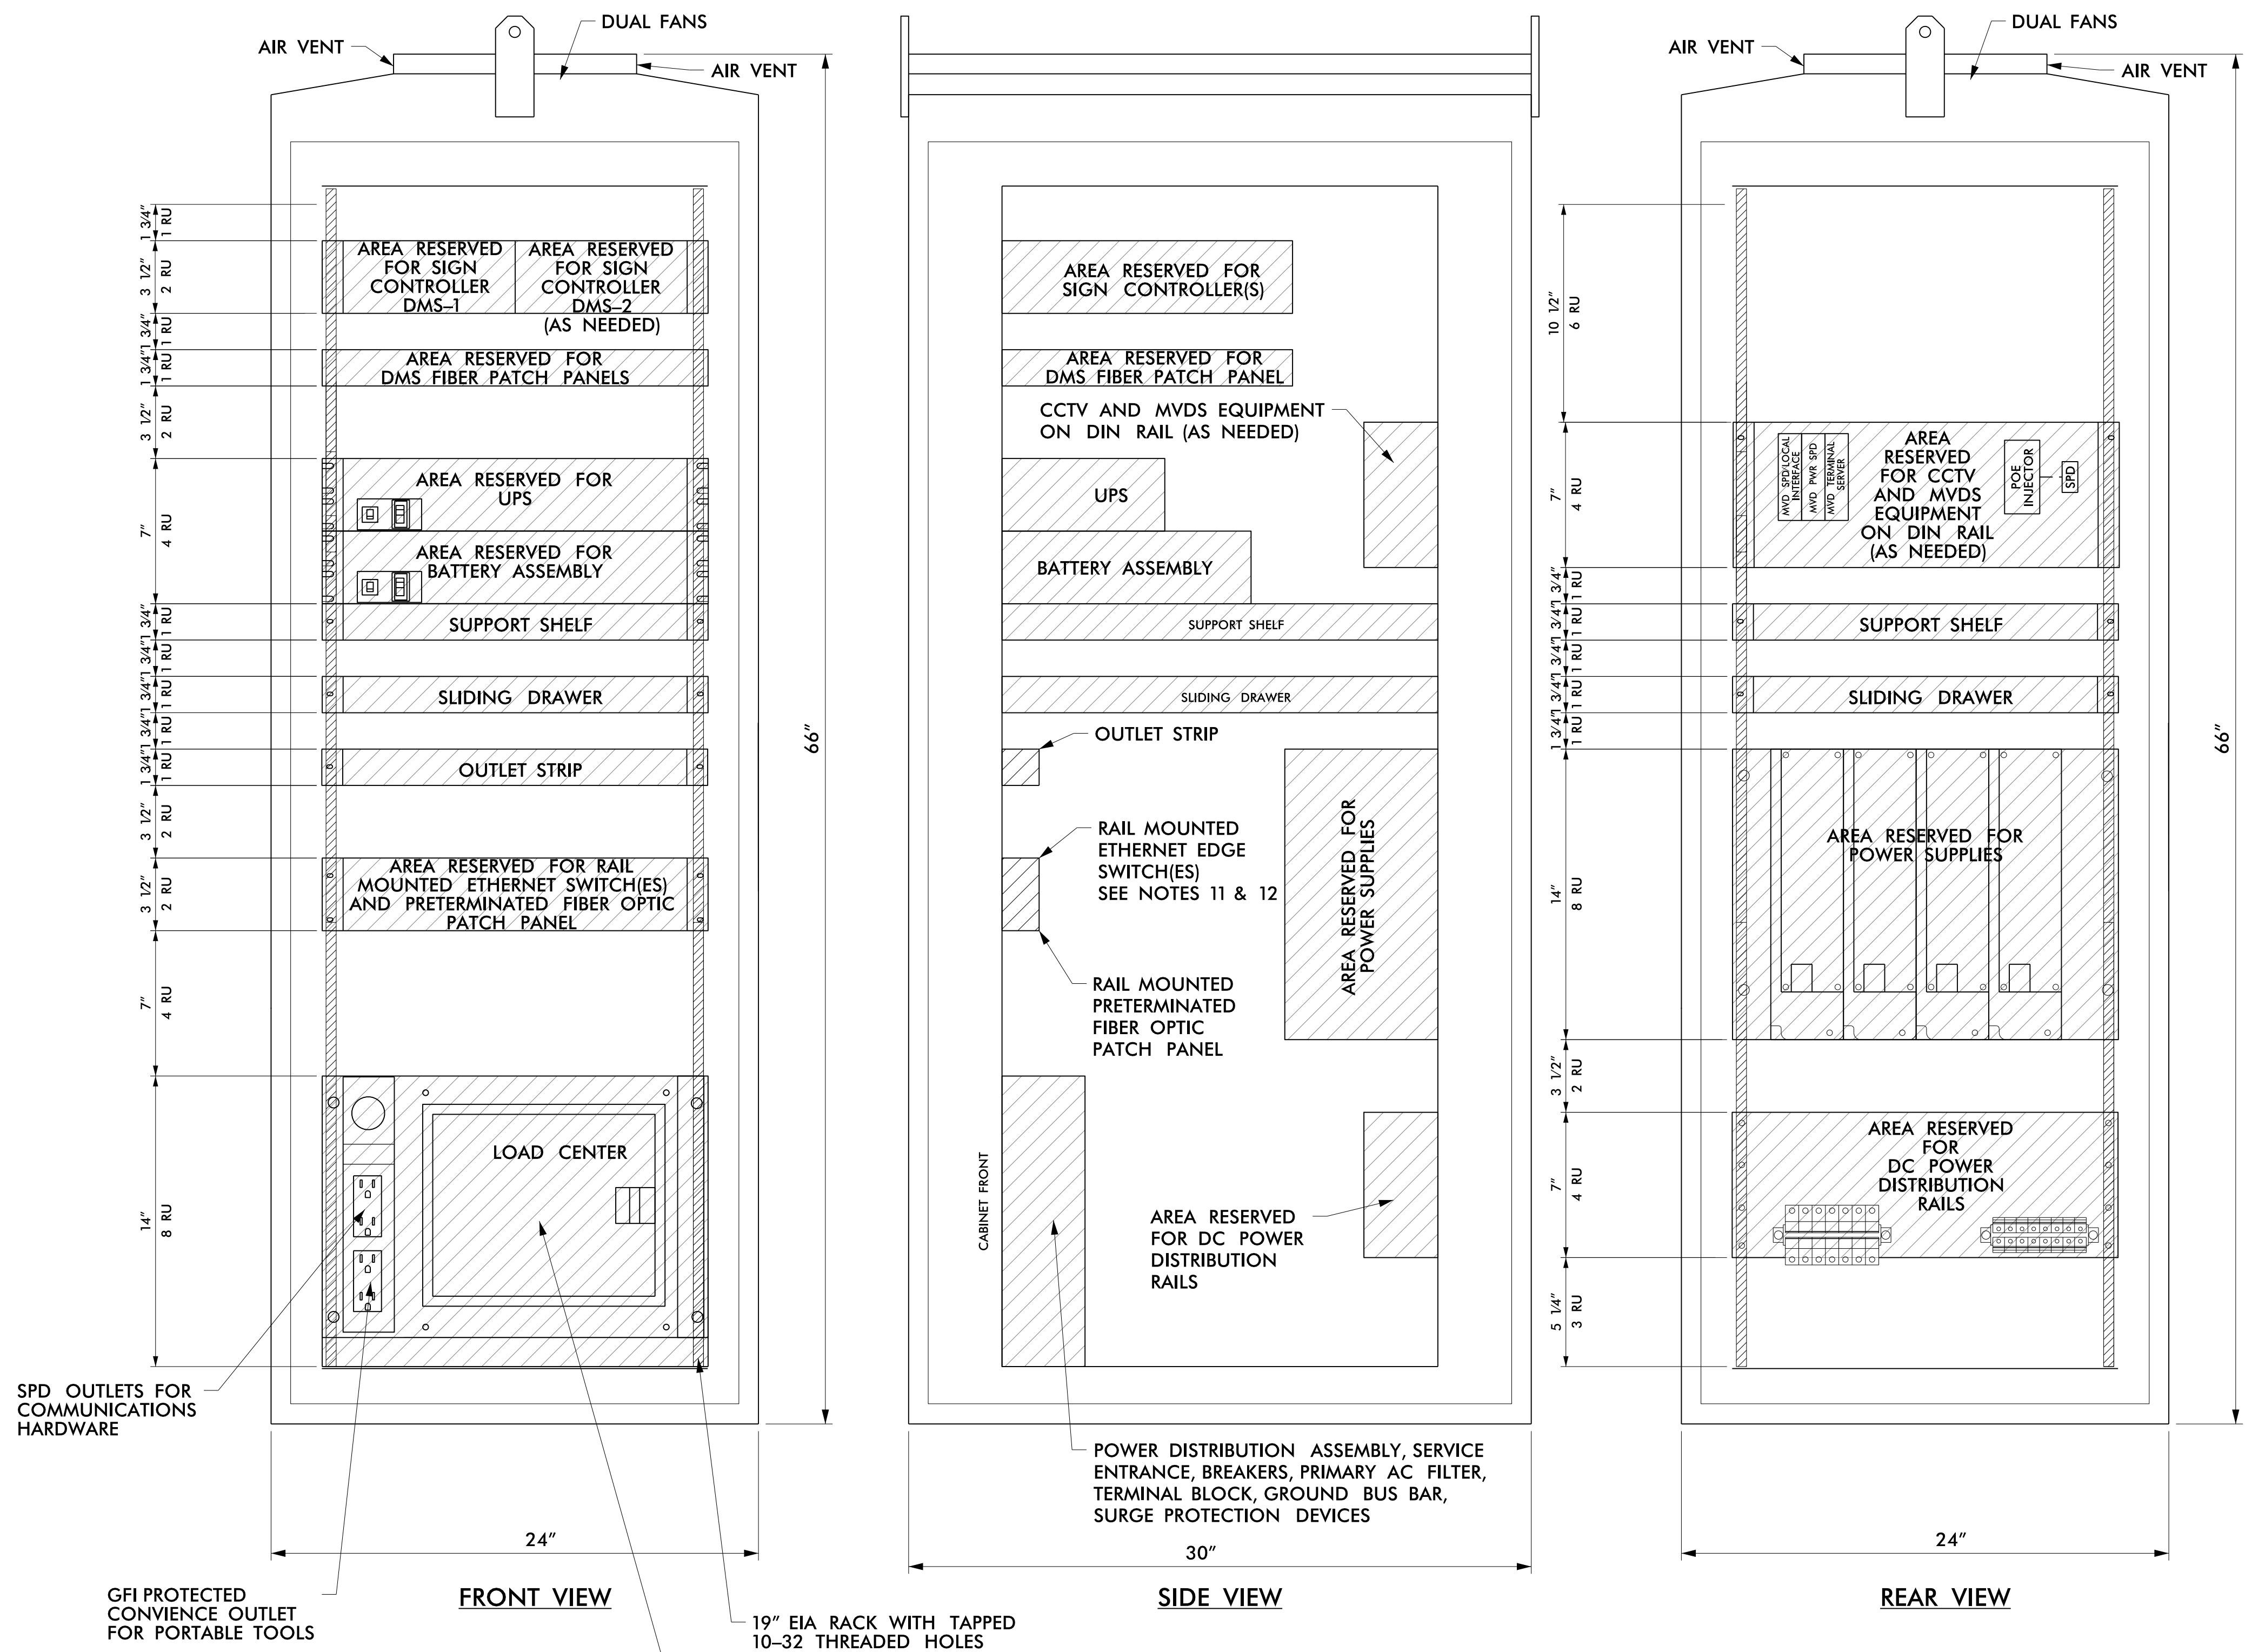 DUAL FANS
AIR VENT
AIR VENT
1 3/4"
1 RU
3 1/2"
2 RU
1 3/4"
1 RU
1 3/4"
1 RU
3 1/2"
2 RU
7"
4 RU
1 3/4"
1 RU
1 3/4"
1 RU
1 3/4"
1 RU
1 3/4"
1 RU
1 3/4"
1 RU
3 1/2"
2 RU
3 1/2"
2 RU
7"
4 RU
14"
8 RU
AREA RESERVED
FOR SIGN
CONTROLLER
DMS–1
AREA RESERVED
FOR SIGN
CONTROLLER
DMS–2
(AS NEEDED)
AREA RESERVED FOR
DMS FIBER PATCH PANELS
AREA RESERVED FOR
UPS
AREA RESERVED FOR
BATTERY ASSEMBLY
SUPPORT SHELF
SLIDING DRAWER
OUTLET STRIP
AREA RESERVED FOR RAIL
MOUNTED ETHERNET SWITCH(ES)
AND PRETERMINATED FIBER OPTIC
PATCH PANEL
LOAD CENTER
66"
SPD OUTLETS FOR
COMMUNICATIONS
HARDWARE
24"
GFI PROTECTED
CONVIENCE OUTLET
FOR PORTABLE TOOLS
FRONT VIEW
19" EIA RACK WITH TAPPED
10–32 THREADED HOLES
AREA RESERVED FOR
SIGN CONTROLLER(S)
AREA RESERVED FOR
DMS FIBER PATCH PANEL
CCTV AND MVDS EQUIPMENT
ON DIN RAIL (AS NEEDED)
UPS
BATTERY ASSEMBLY
SUPPORT SHELF
SLIDING DRAWER
OUTLET STRIP
RAIL MOUNTED
ETHERNET EDGE
SWITCH(ES)
SEE NOTES 11 & 12
AREA RESERVED FOR
POWER SUPPLIES
RAIL MOUNTED
PRETERMINATED
FIBER OPTIC
PATCH PANEL
CABINET FRONT
AREA RESERVED
FOR DC POWER
DISTRIBUTION
RAILS
POWER DISTRIBUTION ASSEMBLY, SERVICE
ENTRANCE, BREAKERS, PRIMARY AC FILTER,
TERMINAL BLOCK, GROUND BUS BAR,
SURGE PROTECTION DEVICES
30"
SIDE VIEW
DUAL FANS
AIR VENT
AIR VENT
10 1/2"
6 RU
7"
4 RU
1 3/4"
1 RU
1 3/4"
1 RU
1 3/4"
1 RU
1 3/4"
1 RU
1 3/4"
1 RU
14"
8 RU
3 1/2"
2 RU
7"
4 RU
5 1/4"
3 RU
MVD SPD/LOCAL
INTERFACE
MVD PWR SPD
MVD TERMINAL
SERVER
AREA
RESERVED
FOR CCTV
AND MVDS
EQUIPMENT
ON DIN RAIL
(AS NEEDED)
POE
INJECTOR
SPD
SUPPORT SHELF
SLIDING DRAWER
AREA RESERVED FOR
POWER SUPPLIES
AREA RESERVED
FOR
DC POWER
DISTRIBUTION
RAILS
66"
24"
REAR VIEW